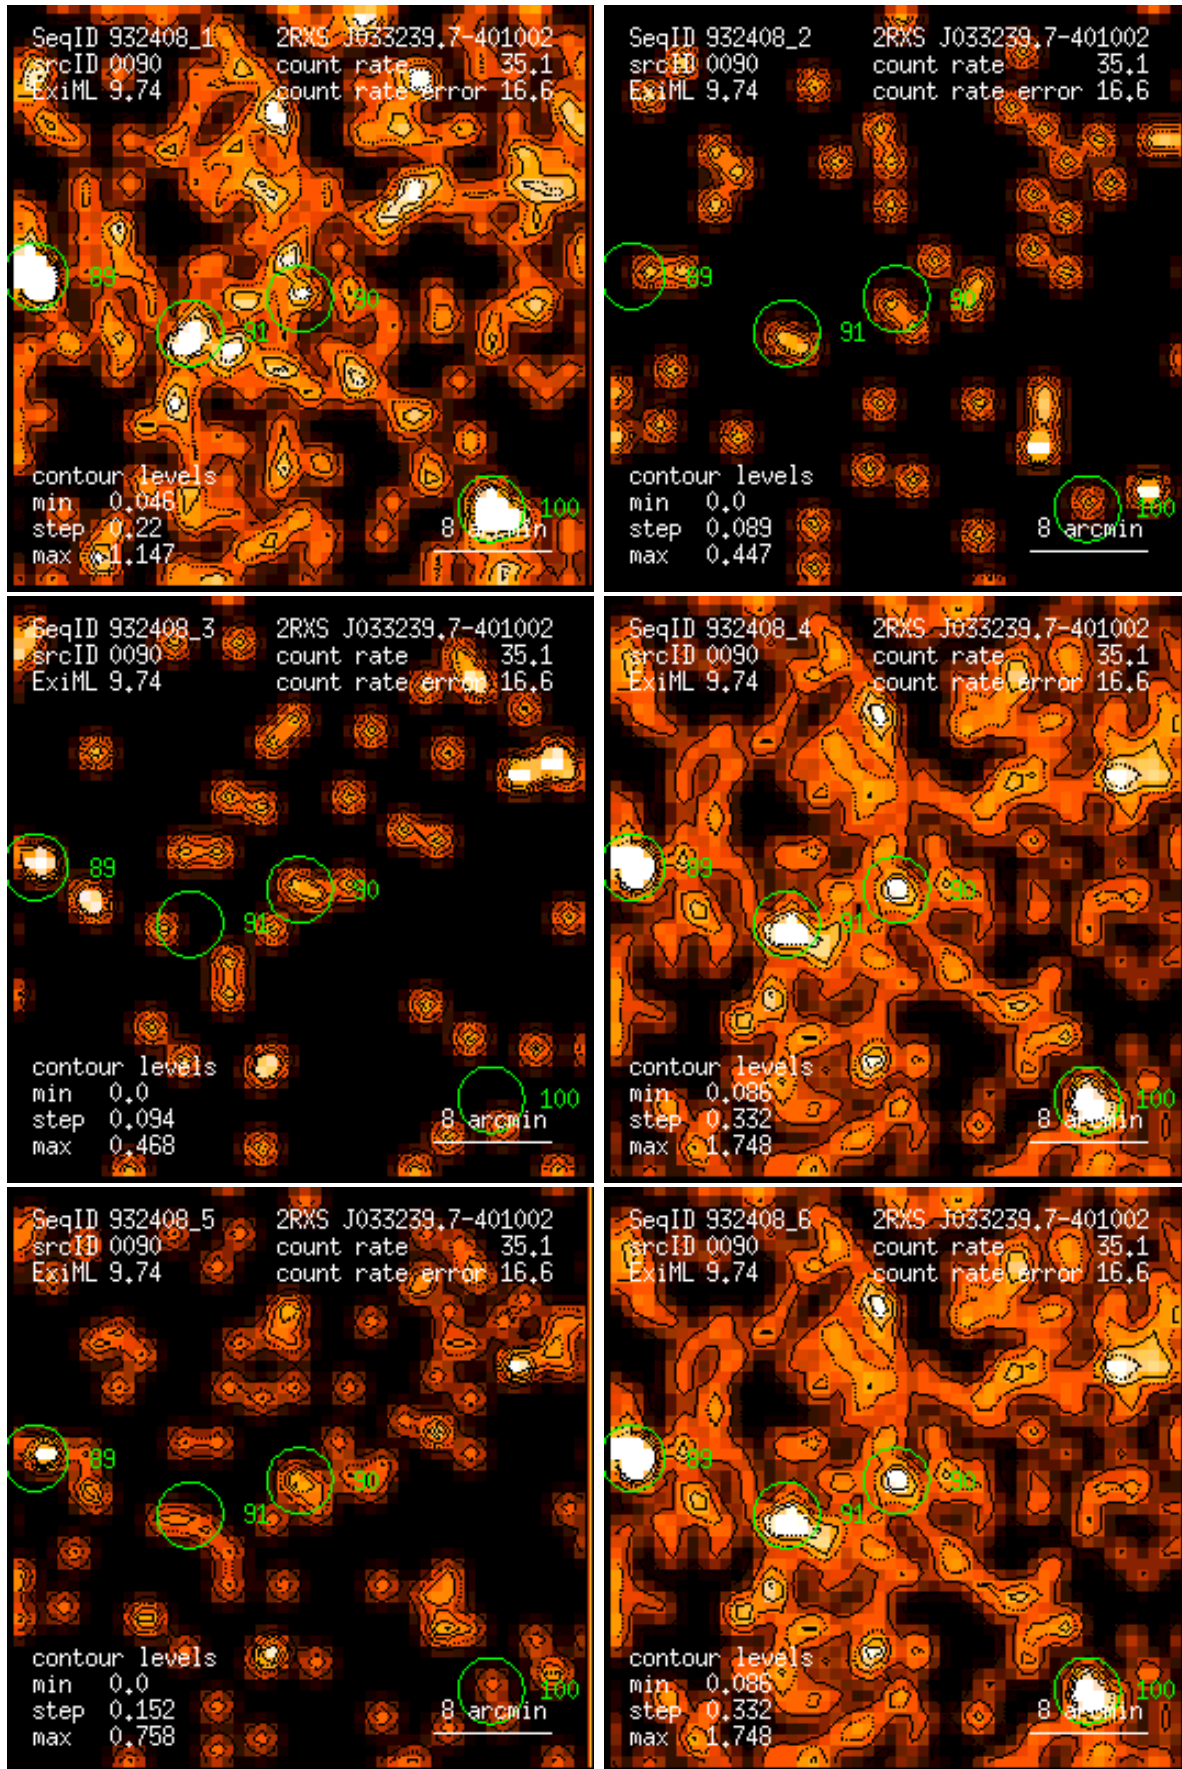 SeqID 932408_1 2RXS J033239.7-401002
srcID 0090 count rate 35.1
ExiML 9.74 count rate error 16.6
89
90
91
contour levels
min 0.046
step 0.22
max 1.147
100
8 arcmin
SeqID 932408_2 2RXS J033239.7-401002
srcID 0090 count rate 35.1
ExiML 9.74 count rate error 16.6
89
90
91
contour levels
min 0.0
step 0.089
max 0.447
100
8 arcmin
SeqID 932408_3 2RXS J033239.7-401002
srcID 0090 count rate 35.1
ExiML 9.74 count rate error 16.6
89
90
91
contour levels
min 0.0
step 0.094
max 0.468
100
8 arcmin
SeqID 932408_4 2RXS J033239.7-401002
srcID 0090 count rate 35.1
ExiML 9.74 count rate error 16.6
89
90
91
contour levels
min 0.086
step 0.332
max 1.748
100
8 arcmin
SeqID 932408_5 2RXS J033239.7-401002
srcID 0090 count rate 35.1
ExiML 9.74 count rate error 16.6
89
90
91
contour levels
min 0.0
step 0.152
max 0.758
100
8 arcmin
SeqID 932408_6 2RXS J033239.7-401002
srcID 0090 count rate 35.1
ExiML 9.74 count rate error 16.6
89
90
91
contour levels
min 0.086
step 0.332
max 1.748
100
8 arcmin